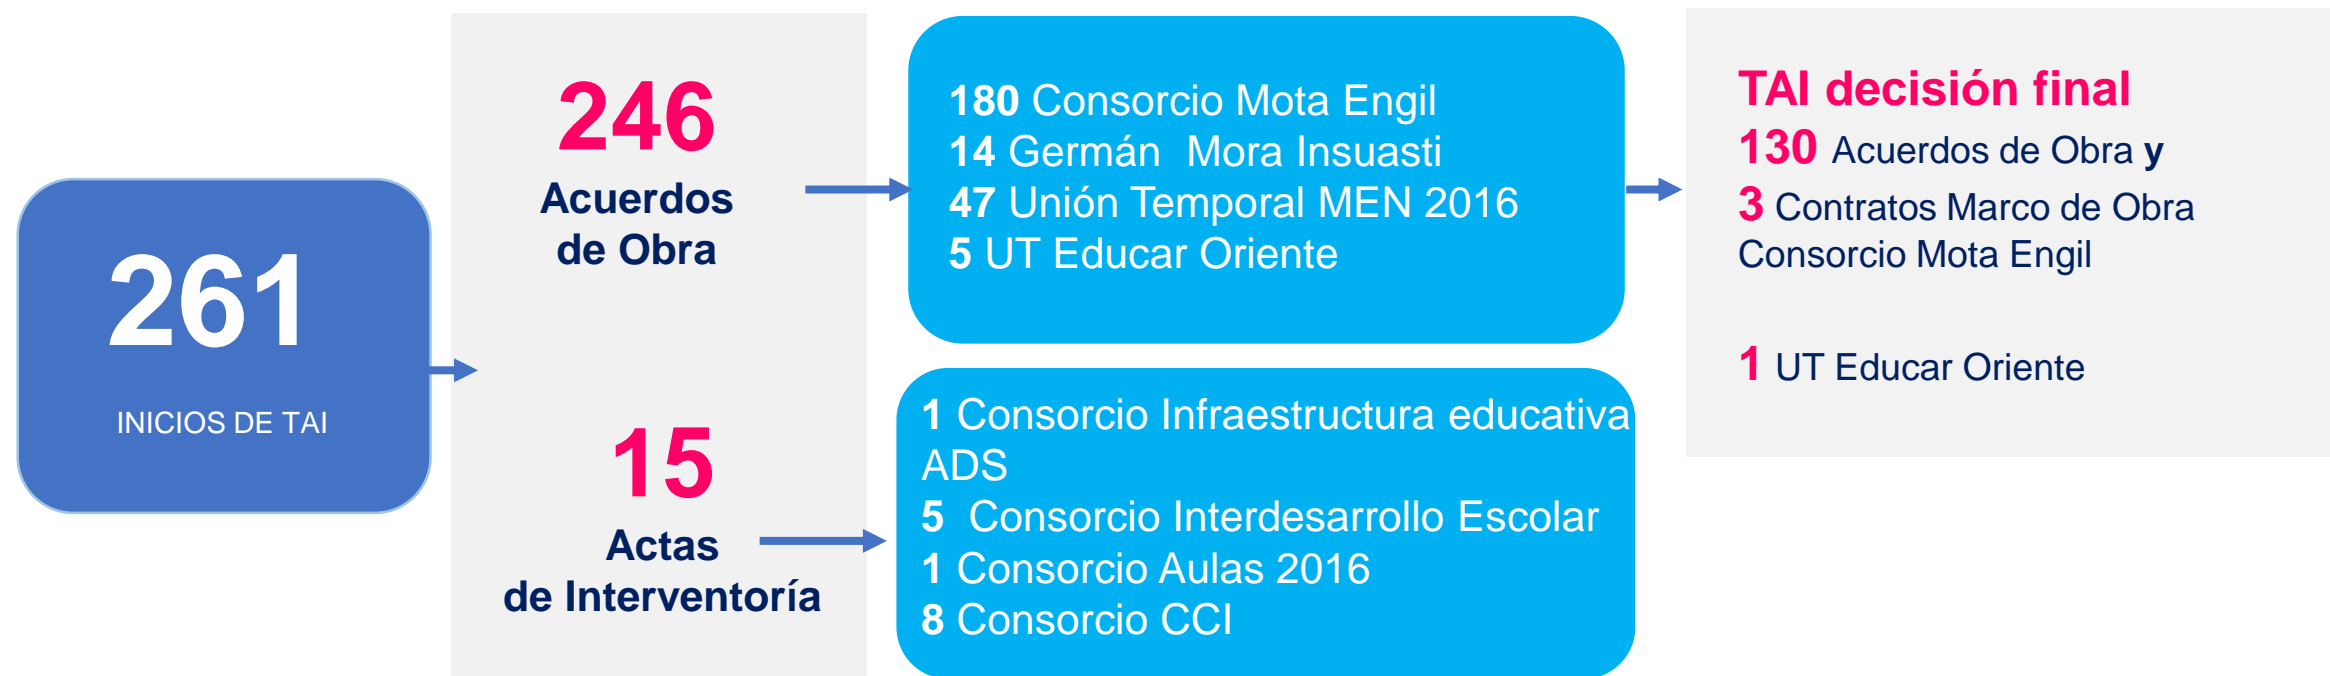 261
INICIOS DE TAI
246
Acuerdos
de Obra
15
Actas
de Interventoría
180 Consorcio Mota Engil
14 Germán  Mora Insuasti
47 Unión Temporal MEN 2016
5 UT Educar Oriente
1 Consorcio Infraestructura educativa
ADS
5  Consorcio Interdesarrollo Escolar
1 Consorcio Aulas 2016
8 Consorcio CCI
TAI decisión final
130 Acuerdos de Obra y
3 Contratos Marco de Obra
Consorcio Mota Engil
1 UT Educar Oriente